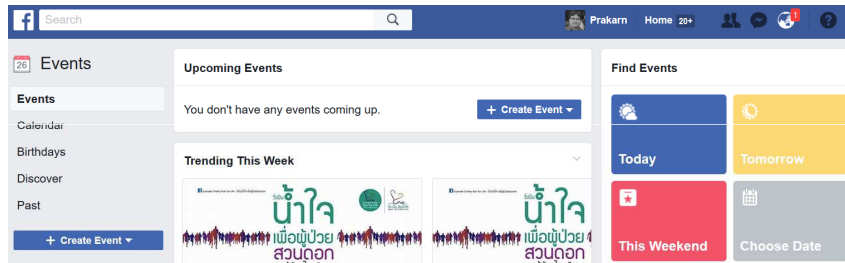 Search
Prakarn Home 20+ 1
26 Events
Events
Calendar
Birthdays
Discover
Past
+ Create Event
Upcoming Events
You don't have any events coming up.
+ Create Event
Trending This Week
น้ำใจ
เพื่อผู้ป่วย
สวนดอก
น้ำใจ
เพื่อผู้ป่วย
สวนดอก
Find Events
Today
Tomorrow
This Weekend
Choose Date